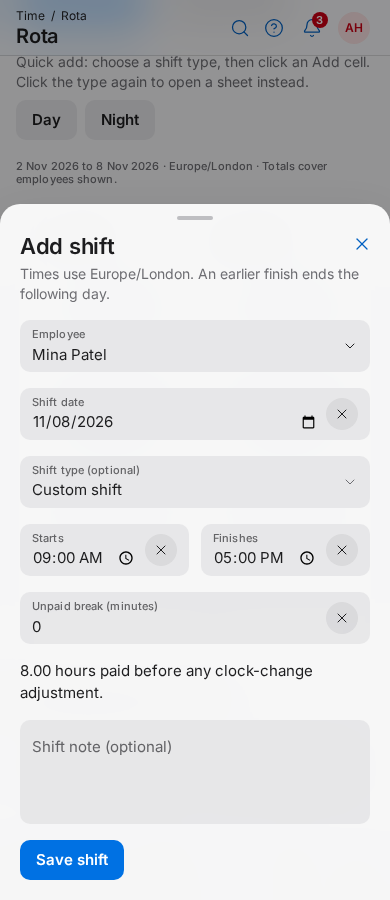 Time / Rota
Rota
3
AH
Quick add: choose a shift type, then click an Add cell.
Click the type again to open a sheet instead.
Day
Night
2 Nov 2026 to 8 Nov 2026 · Europe/London · Totals cover
employees shown.
Add shift
Times use Europe/London. An earlier finish ends the
following day.
Employee
Mina Patel
Shift date
11/08/2026
Shift type (optional)
Custom shift
Starts
09:00 AM
Finishes
05:00 PM
Unpaid break (minutes)
0
8.00 hours paid before any clock-change
adjustment.
Shift note (optional)
Save shift